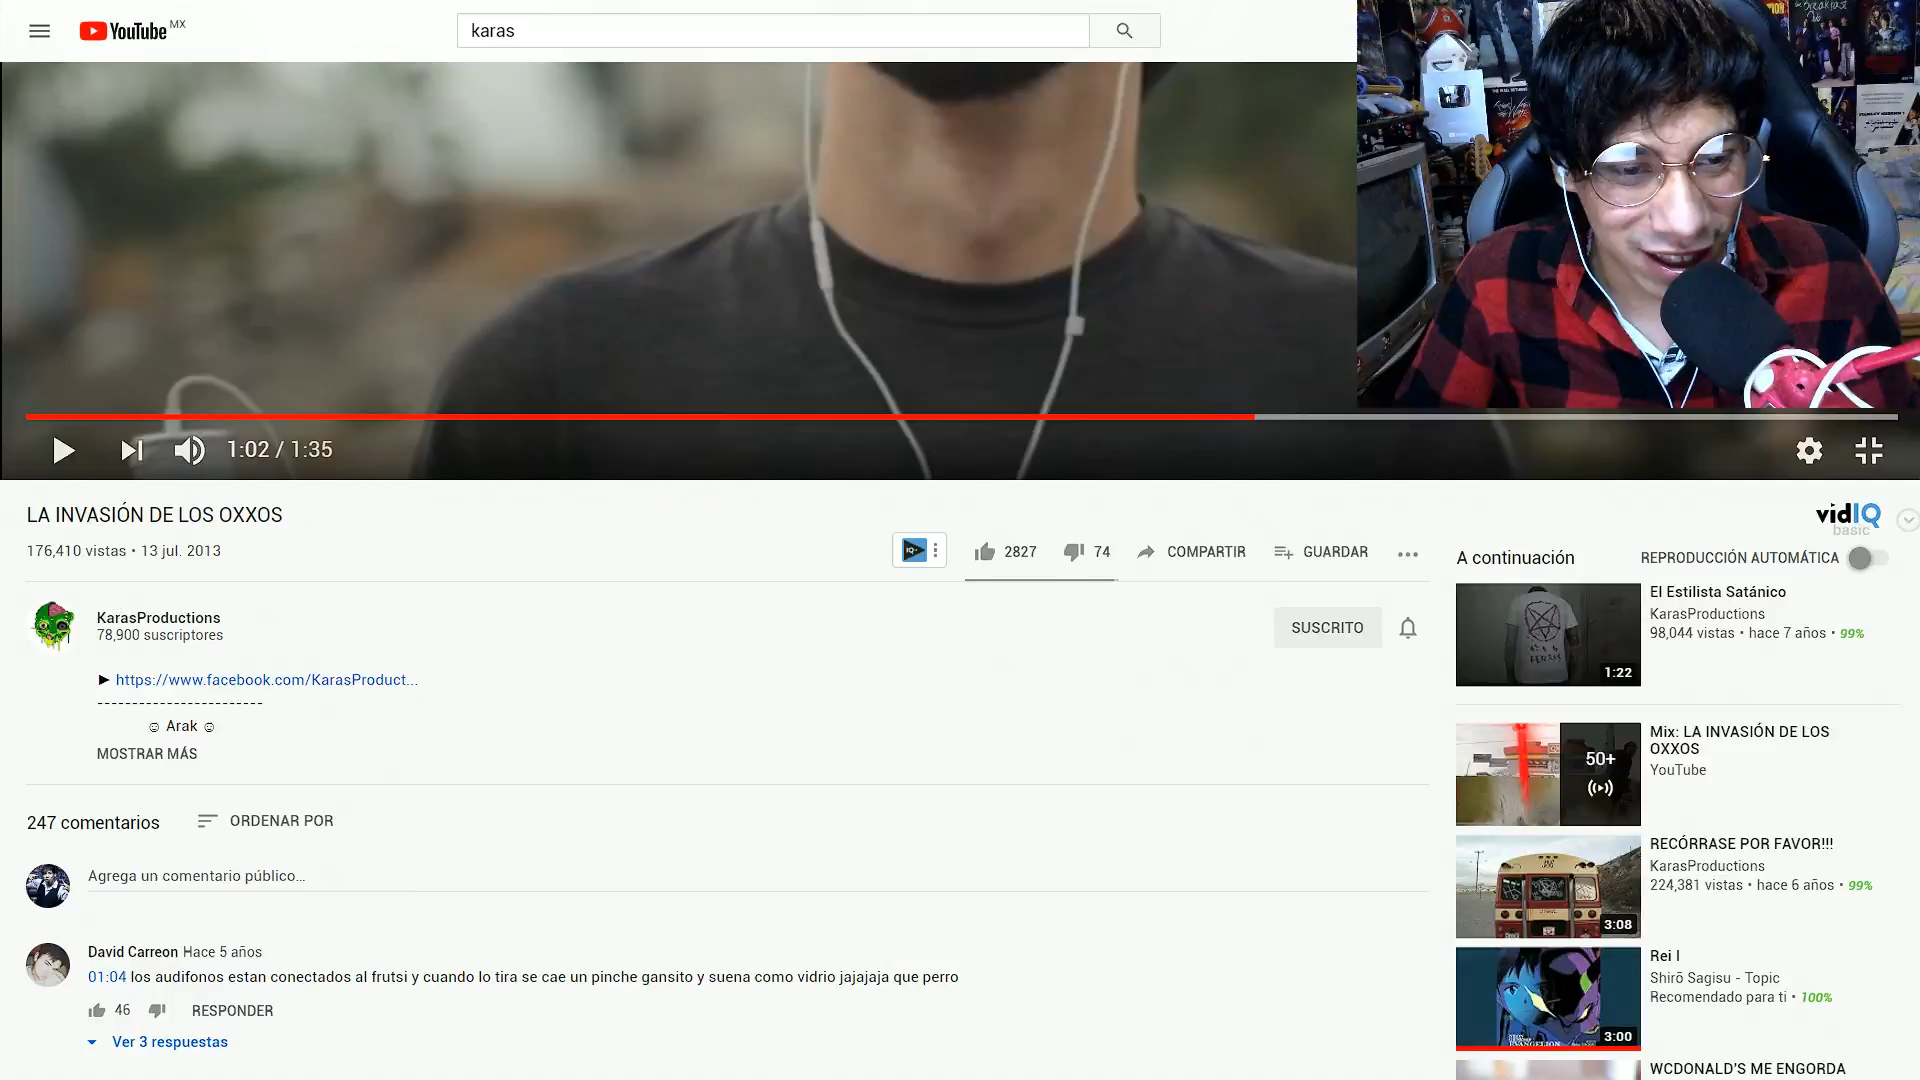 YouTube MX
karas
1:02 / 1:35
LA INVASIÓN DE LOS OXXOS
176,410 vistas • 13 jul. 2013
2827
74
COMPARTIR
GUARDAR
KarasProductions
78,900 suscriptores
SUSCRITO
► https://www.facebook.com/KarasProduct...
------------------------
☺ Arak ☺
MOSTRAR MÁS
247 comentarios
ORDENAR POR
Agrega un comentario público...
David Carreon Hace 5 años
01:04 los audifonos estan conectados al frutsi y cuando lo tira se cae un pinche gansito y suena como vidrio jajajaja que perro
46
RESPONDER
Ver 3 respuestas
vidIQ
basic
A continuación
REPRODUCCIÓN AUTOMÁTICA
El Estilista Satánico
KarasProductions
98,044 vistas • hace 7 años • 99%
1:22
Mix: LA INVASIÓN DE LOS
OXXOS
YouTube
50+
RECÓRRASE POR FAVOR!!!
KarasProductions
224,381 vistas • hace 6 años • 99%
3:08
Rei I
Shirō Sagisu - Topic
Recomendado para ti • 100%
EVANGELION
3:00
WCDONALD'S ME ENGORDA